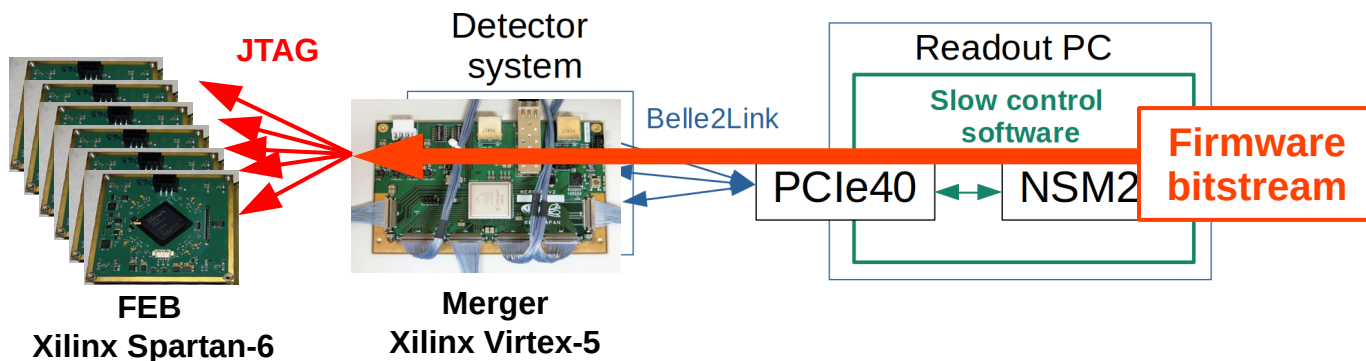 JTAG
Detector
system
Readout PC
Slow control
software
Belle2Link
Firmware
bitstream
PCIe40
NSM2
FEB
Xilinx Spartan-6
Merger
Xilinx Virtex-5